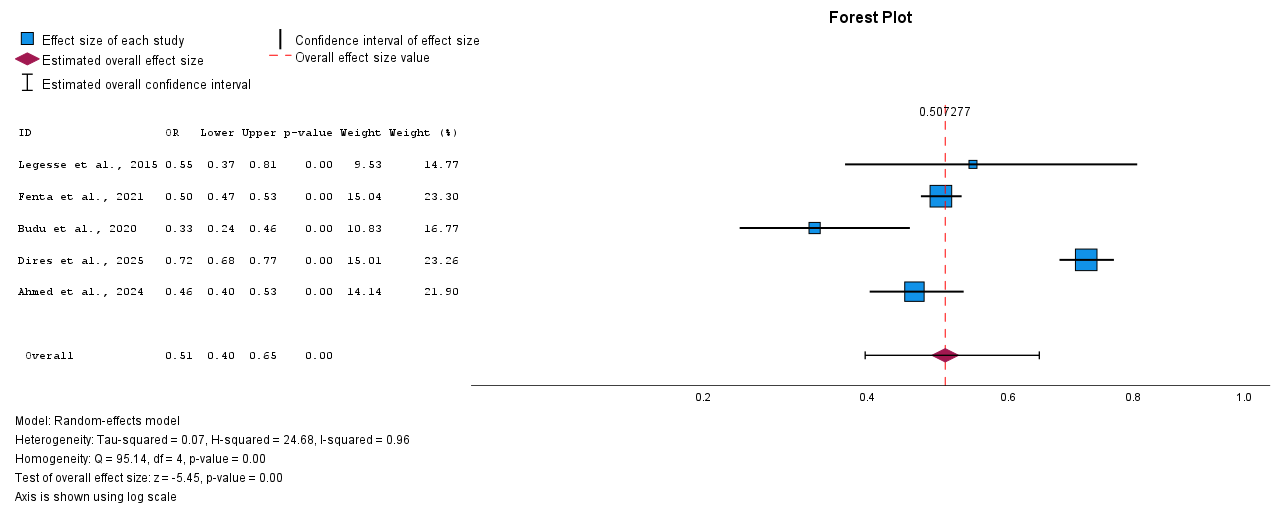 Forest Plot
Effect size of each study
Confidence interval of effect size
Estimated overall effect size
Overall effect size value
Estimated overall confidence interval
0.507277
ID OR Lower Upper p-value Weight Weight (%)
Legesse et al., 2015 0.55 0.37 0.81 0.00 9.53 14.77
Fenta et al., 2021 0.50 0.47 0.53 0.00 15.04 23.30
Budu et al., 2020 0.33 0.24 0.46 0.00 10.83 16.77
Dires et al., 2025 0.72 0.68 0.77 0.00 15.01 23.26
Ahmed et al., 2024 0.46 0.40 0.53 0.00 14.14 21.90
Overall 0.51 0.40 0.65 0.00
0.2 0.4 0.6 0.8 1.0
Model: Random-effects model
Heterogeneity: Tau-squared = 0.07, H-squared = 24.68, I-squared = 0.96
Homogeneity: Q = 95.14, df = 4, p-value = 0.00
Test of overall effect size: z = -5.45, p-value = 0.00
Axis is shown using log scale